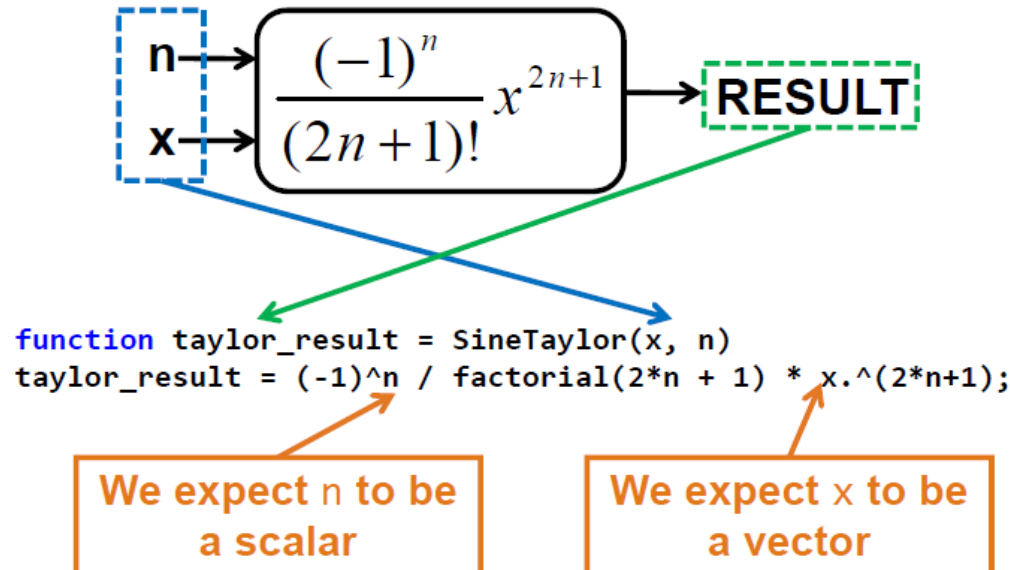 n
x
(-1)^n / (2n+1)! x^{2n+1}
RESULT
function taylor_result = SineTaylor(x, n)
taylor_result = (-1)^n / factorial(2*n + 1) * x.^(2*n+1);
We expect n to be
a scalar
We expect x to be
a vector